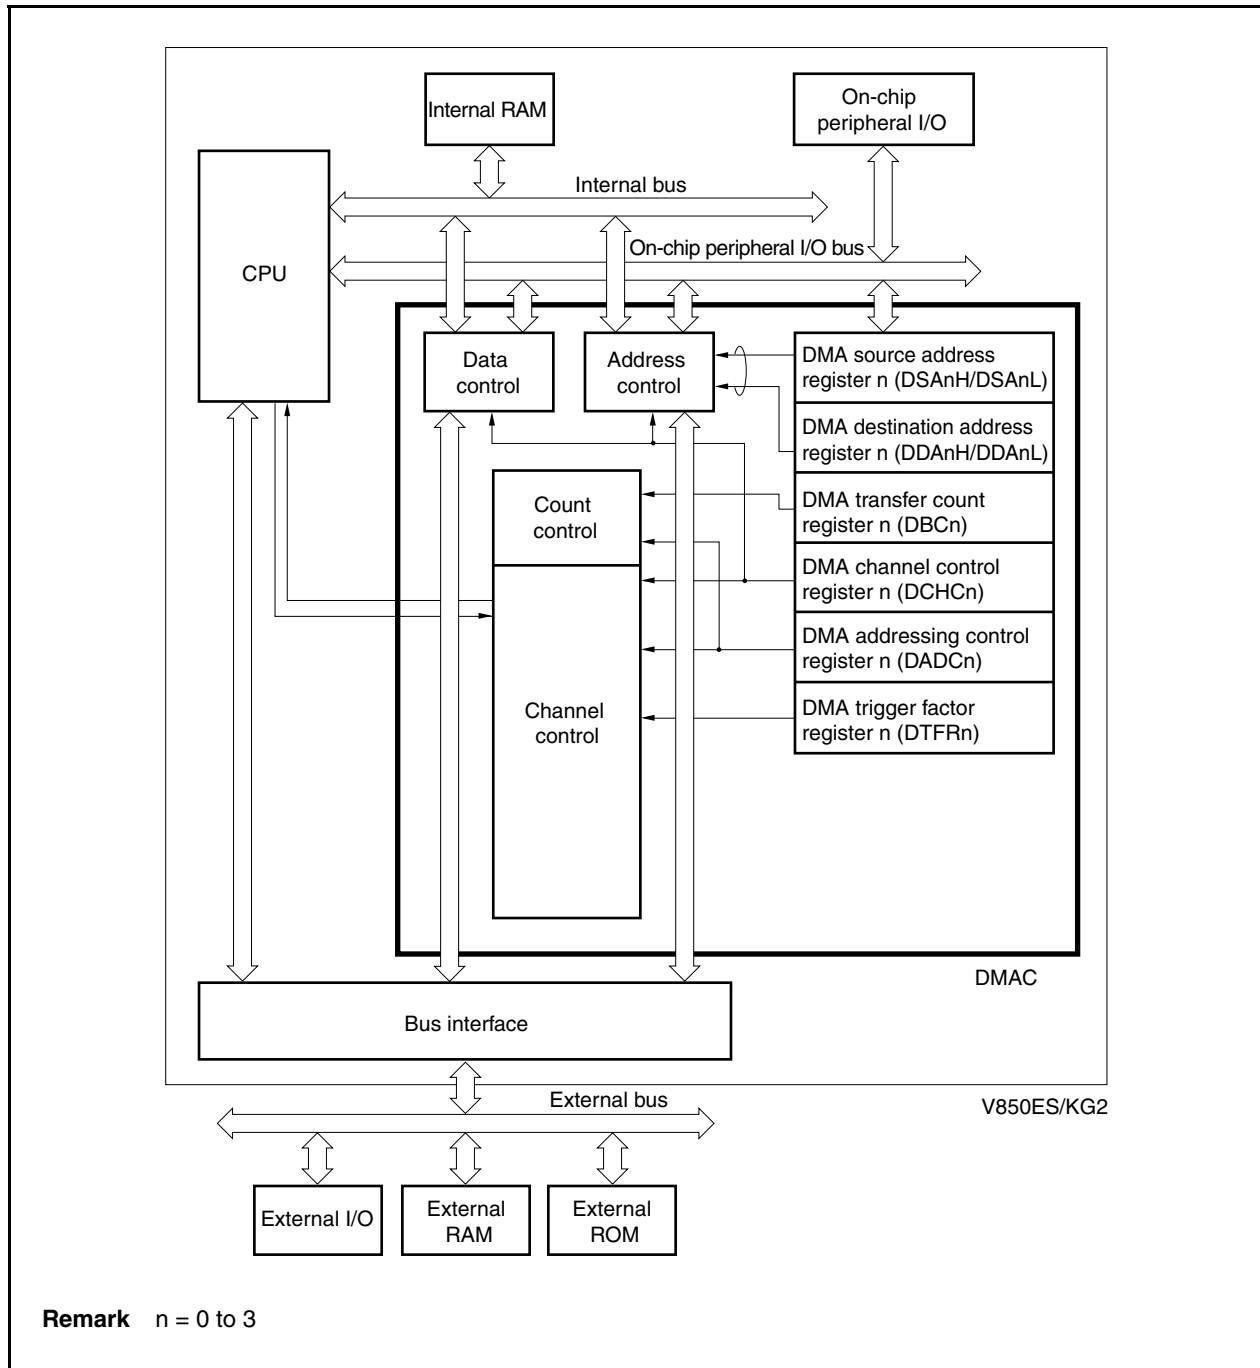 Internal RAM
On-chip
peripheral I/O
Internal bus
On-chip peripheral I/O bus
CPU
Data
control
Address
control
DMA source address
register n (DSAnH/DSAnL)
DMA destination address
register n (DDAnH/DDAnL)
Count
control
DMA transfer count
register n (DBCn)
DMA channel control
register n (DCHCn)
DMA addressing control
register n (DADCn)
Channel
control
DMA trigger factor
register n (DTFRn)
DMAC
Bus interface
V850ES/KG2
External bus
External I/O
External
RAM
External
ROM
Remark n = 0 to 3